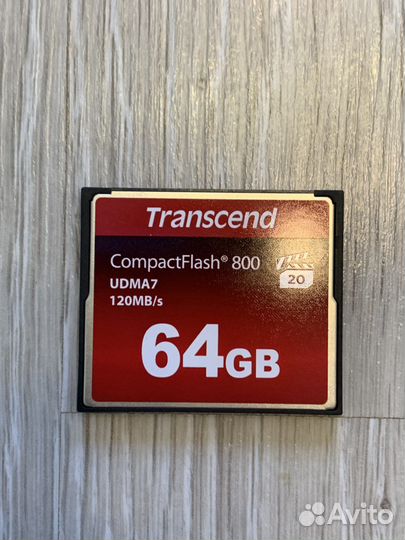 Transcend
CompactFlash® 800
20
UDMA7
120MB/s
64GB
Avito